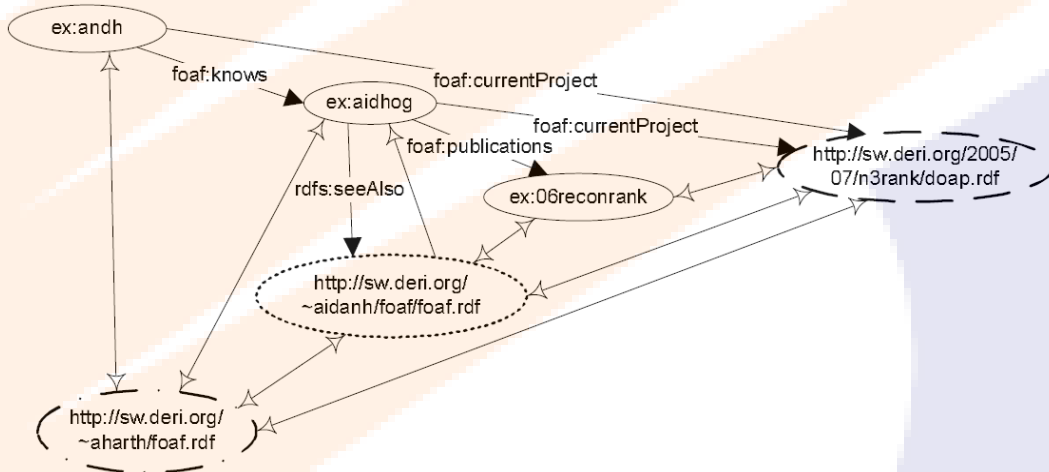 ex:andh
foaf:knows
foaf:currentProject
ex:aidhog
foaf:currentProject
foaf:publications
http://sw.deri.org/2005/
07/n3rank/doap.rdf
rdfs:seeAlso
ex:06reconrank
http://sw.deri.org/
~aidanh/foaf/foaf.rdf
http://sw.deri.org/
~aharth/foaf.rdf